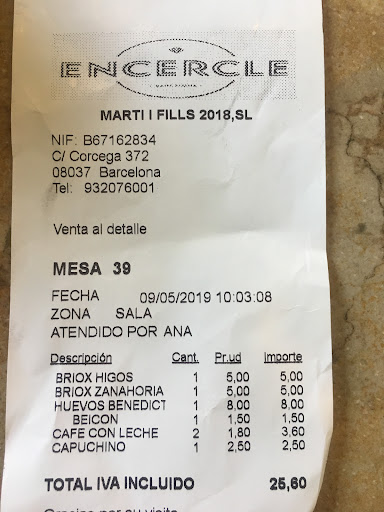 ENCERCLE
MARTI I FILLS 2018,SL
NIF: B67162834
C/ Corcega 372
08037 Barcelona
Tel: 932076001
Venta al detalle
MESA 39
FECHA 09/05/2019 10:03:08
ZONA SALA
ATENDIDO POR ANA
Descripción Cant. Pr.ud Importe
BRIOX HIGOS 1 5,00 5,00
BRIOX ZANAHORIA 1 5,00 5,00
HUEVOS BENEDICT 1 8,00 8,00
BEICON 1 1,50 1,50
CAFE CON LECHE 2 1,80 3,60
CAPUCHINO 1 2,50 2,50
TOTAL IVA INCLUIDO 25,60
Gracias por su visita